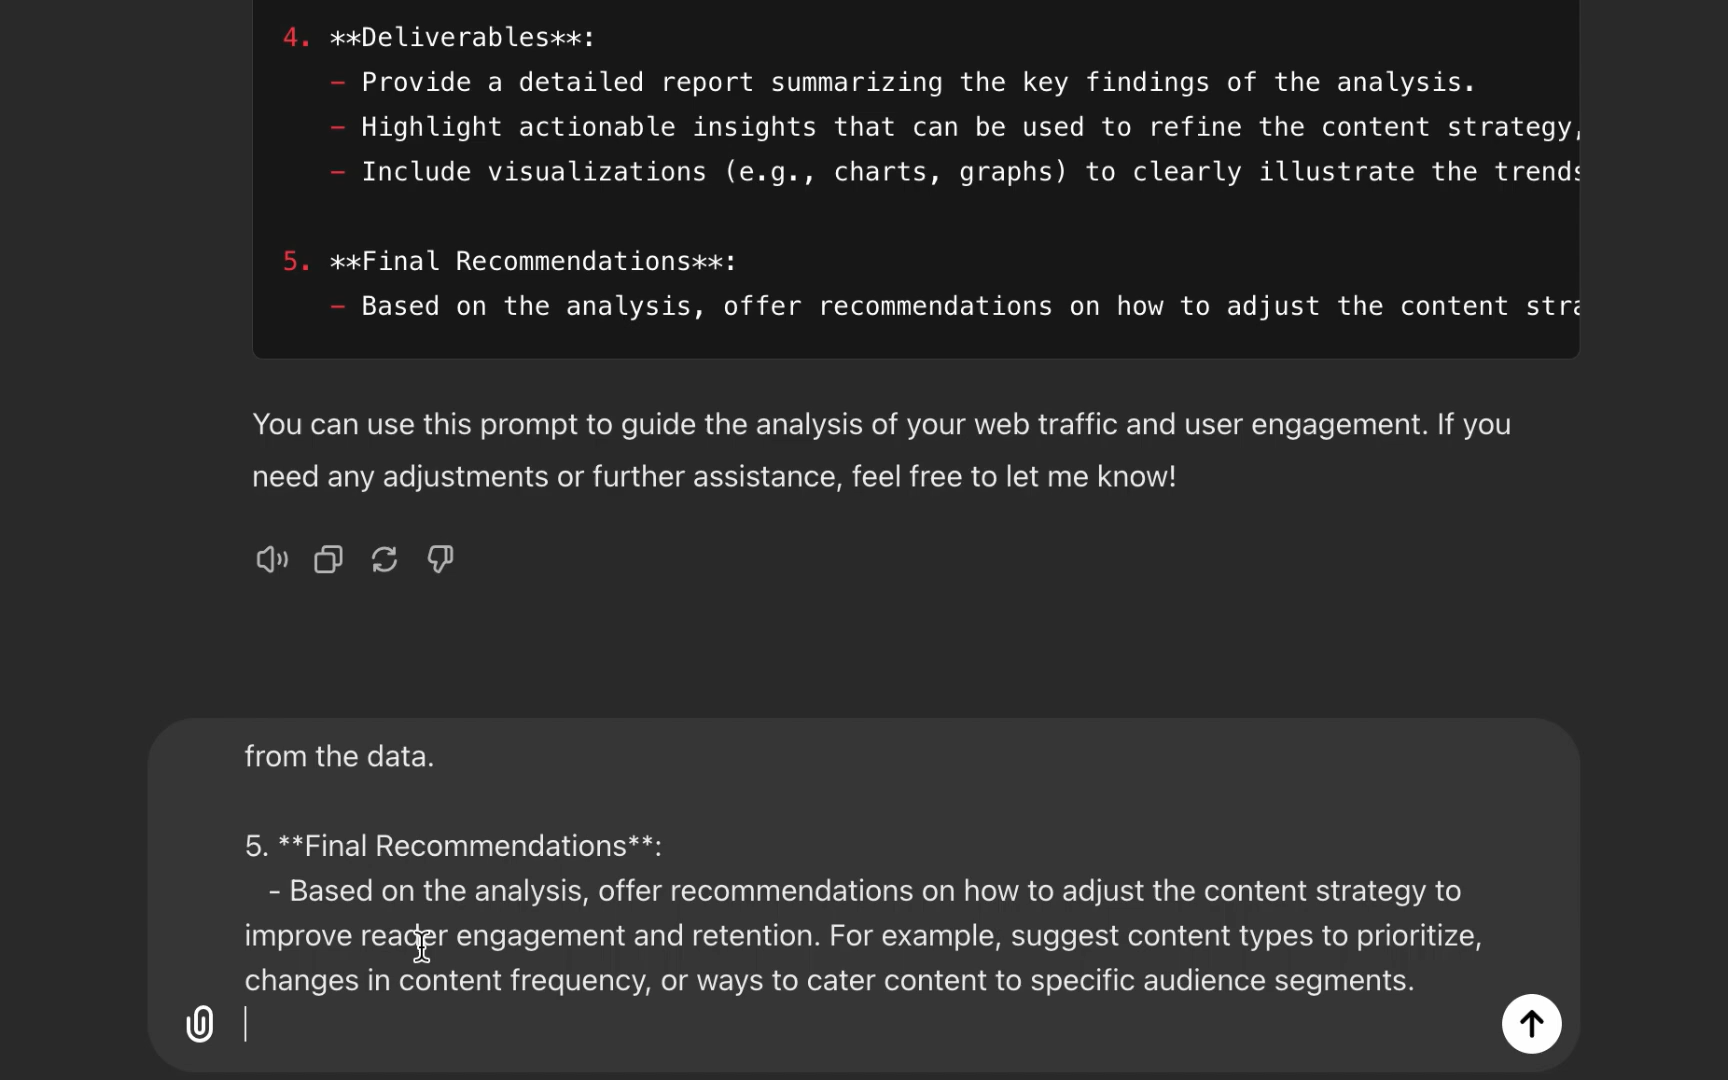 4. **Deliverables**:
- Provide a detailed report summarizing the key findings of the analysis.
- Highlight actionable insights that can be used to refine the content strategy,
- Include visualizations (e.g., charts, graphs) to clearly illustrate the trends
5. **Final Recommendations**:
- Based on the analysis, offer recommendations on how to adjust the content stra
You can use this prompt to guide the analysis of your web traffic and user engagement. If you
need any adjustments or further assistance, feel free to let me know!
from the data.
5. **Final Recommendations**:
- Based on the analysis, offer recommendations on how to adjust the content strategy to
improve reader engagement and retention. For example, suggest content types to prioritize,
changes in content frequency, or ways to cater content to specific audience segments.